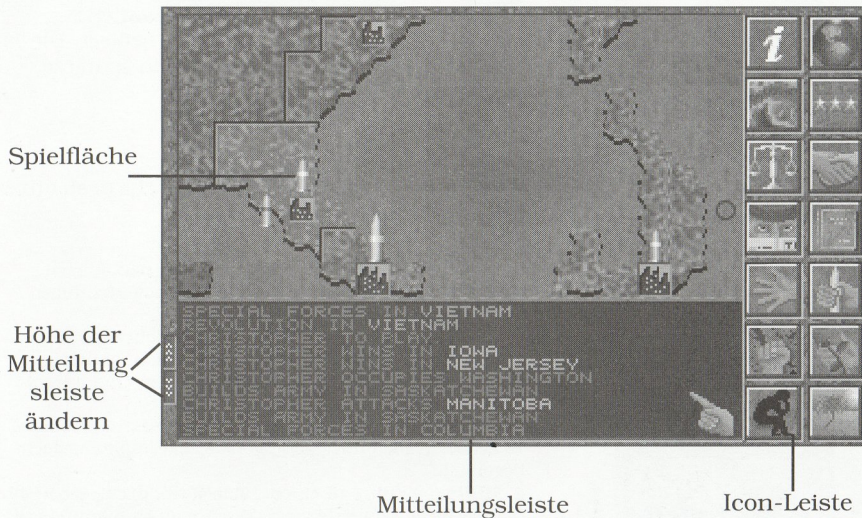 Spielfläche
Höhe der
Mitteilung
sleiste
ändern
SPECIAL FORCES IN VIETNAM
REVOLUTION IN VIETNAM
CHRISTOPHER TO PLAY
CHRISTOPHER WINS IN IOWA
CHRISTOPHER WINS IN NEW JERSEY
CHRISTOPHER OCCUPIES WASHINGTON
BUILDS ARMY IN SASKATCHEWAN
CHRISTOPHER ATTACKS MANITOBA
BUILDS ARMY IN SASKATCHEWAN
SPECIAL FORCES IN COLUMBIA
i
Mitteilungsleiste
Icon-Leiste